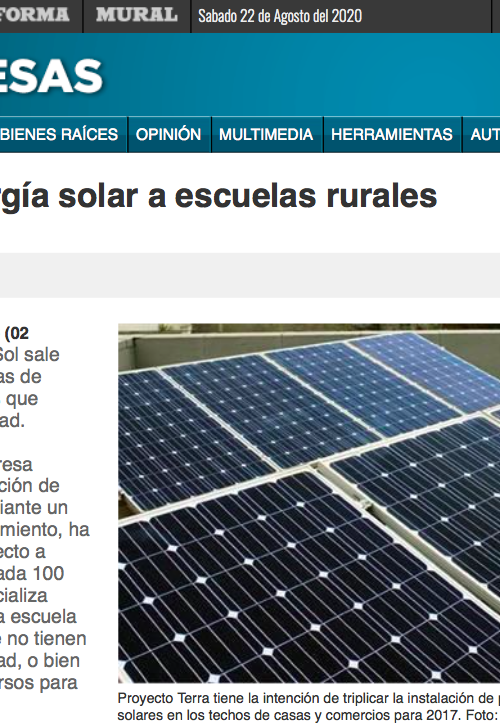 FORMA MURAL Sabado 22 de Agosto del 2020
ESAS
BIENES RAÍCES OPINIÓN MULTIMEDIA HERRAMIENTAS AUT
rgía solar a escuelas rurales
(02
Sol sale
as de
que
ad.
resa
ción de
iante un
miento, ha
ecto a
ada 100
cializa
a escuela
e no tienen
ad, o bien
rsos para
Proyecto Terra tiene la intención de triplicar la instalación de p
solares en los techos de casas y comercios para 2017. Foto: